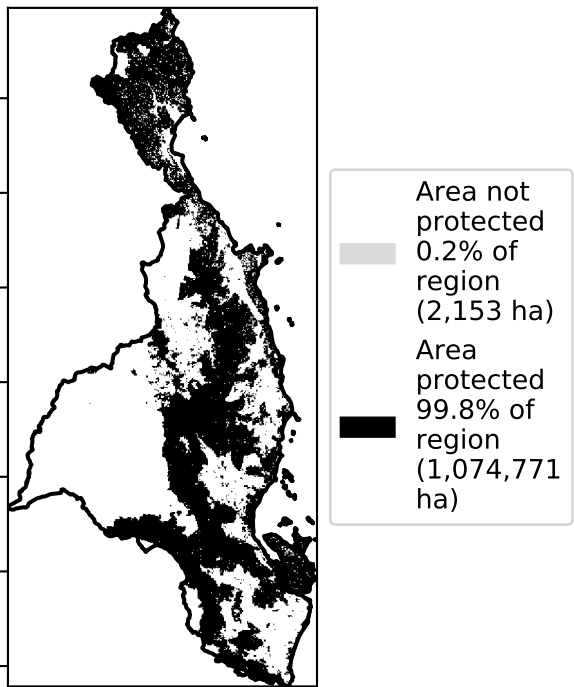 Area not
protected
0.2% of
region
(2,153 ha)
Area
protected
99.8% of
region
(1,074,771
ha)